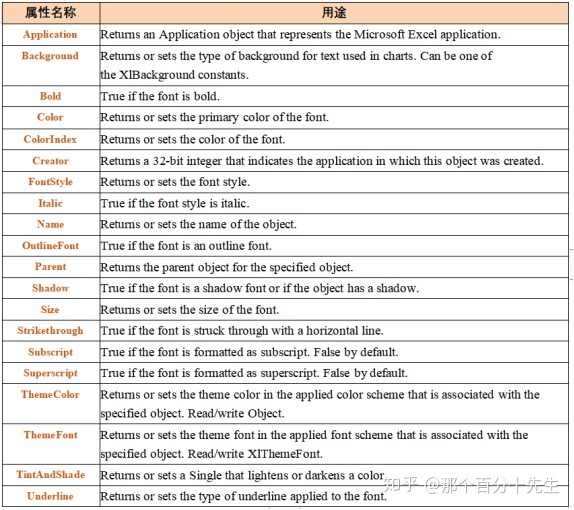 属性名称 用途
Application Returns an Application object that represents the Microsoft Excel application.
Background Returns or sets the type of background for text used in charts. Can be one of
the XlBackground constants.
Bold True if the font is bold.
Color Returns or sets the primary color of the font.
ColorIndex Returns or sets the color of the font.
Creator Returns a 32-bit integer that indicates the application in which this object was created.
FontStyle Returns or sets the font style.
Italic True if the font style is italic.
Name Returns or sets the name of the object.
OutlineFont True if the font is an outline font.
Parent Returns the parent object for the specified object.
Shadow True if the font is a shadow font or if the object has a shadow.
Size Returns or sets the size of the font.
Strikethrough True if the font is struck through with a horizontal line.
Subscript True if the font is formatted as subscript. False by default.
Superscript True if the font is formatted as superscript. False by default.
ThemeColor Returns or sets the theme color in the applied color scheme that is associated with the
specified object. Read/write Object.
ThemeFont Returns or sets the theme font in the applied font scheme that is associated with the
specified object. Read/write XlThemeFont.
TintAndShade Returns or sets a Single that lightens or darkens a color.
Underline Returns or sets the type of underline applied to the font.
知乎 @那个百分十先生